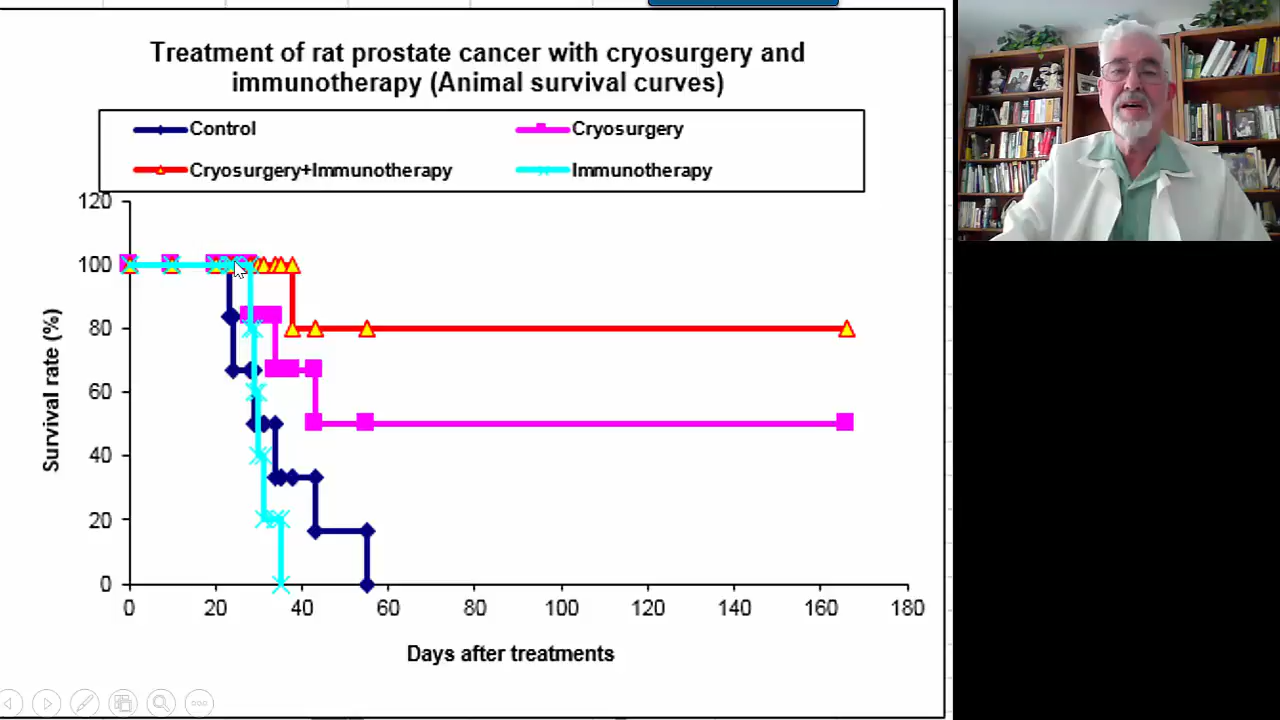 Treatment of rat prostate cancer with cryosurgery and
immunotherapy (Animal survival curves)
Control
Cryosurgery
Cryosurgery+Immunotherapy
Immunotherapy
120
100
80
60
40
20
0
Survival rate (%)
0 20 40 60 80 100 120 140 160 180
Days after treatments